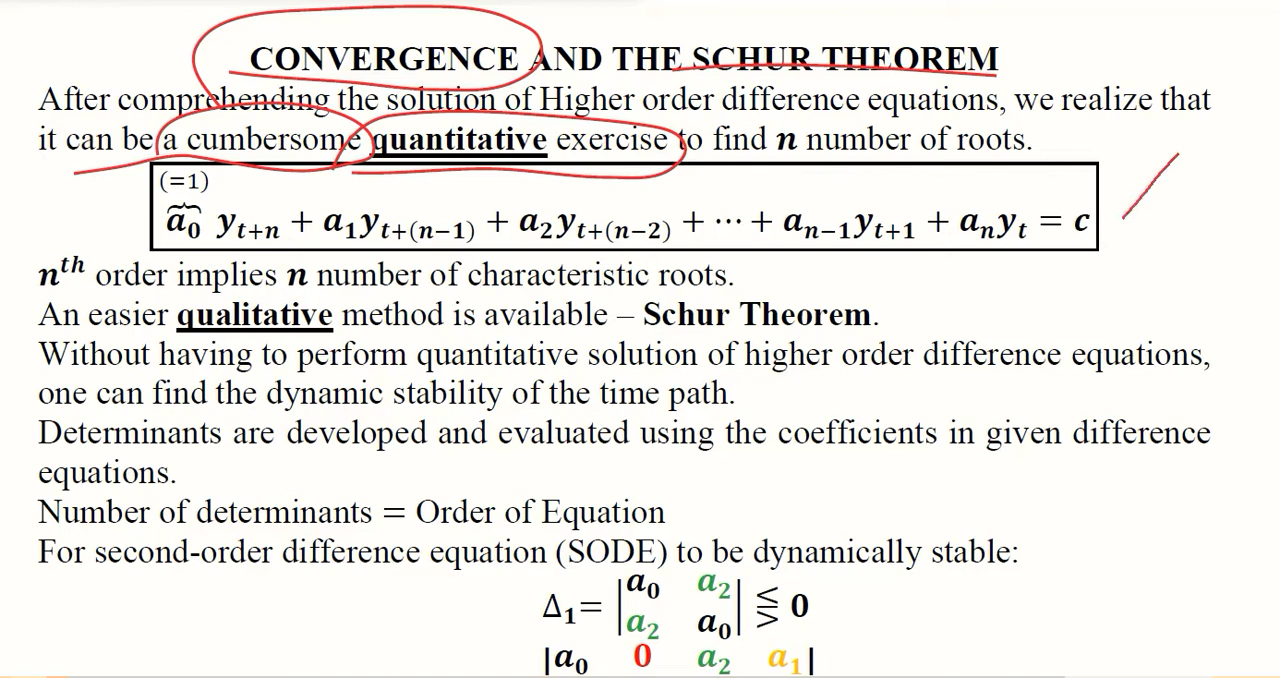 CONVERGENCE AND THE SCHUR THEOREM
After comprehending the solution of Higher order difference equations, we realize that
it can be a cumbersome quantitative exercise to find n number of roots.
(=1)
a₀ yₜ₊ₙ + a₁yₜ₊₍ₙ₋₁₎ + a₂yₜ₊₍ₙ₋₂₎ + ⋯ + aₙ₋₁yₜ₊₁ + aₙyₜ = c
nᵗʰ order implies n number of characteristic roots.
An easier qualitative method is available – Schur Theorem.
Without having to perform quantitative solution of higher order difference equations,
one can find the dynamic stability of the time path.
Determinants are developed and evaluated using the coefficients in given difference
equations.
Number of determinants = Order of Equation
For second-order difference equation (SODE) to be dynamically stable:
Δ₁= |a₀ a₂|
|a₂ a₀| ⋚ 0
|a₀ 0 a₂ a₁|